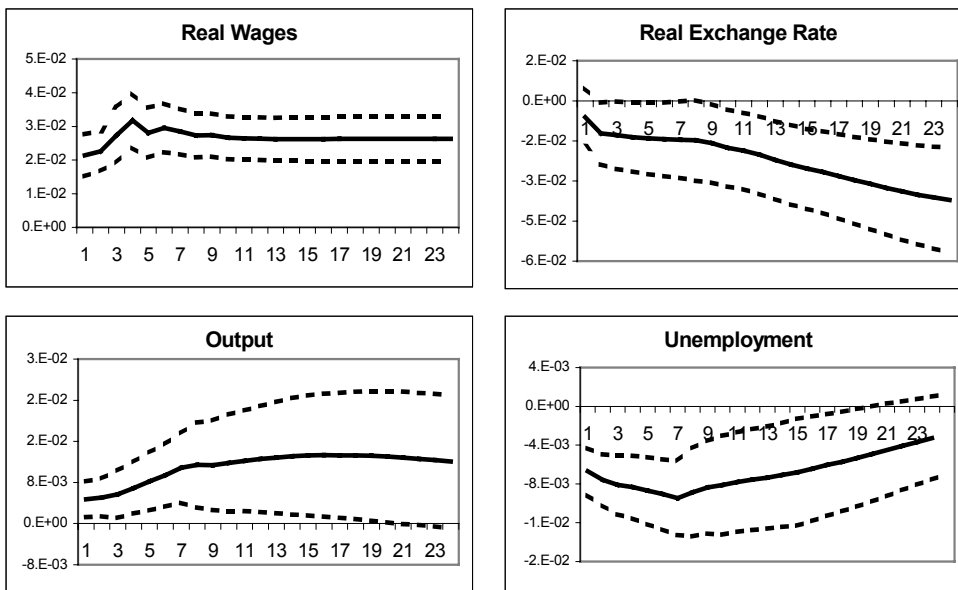 Real Wages
5.E-02
4.E-02
3.E-02
2.E-02
1.E-02
0.E+00
1 3 5 7 9 11 13 15 17 19 21 23
Real Exchange Rate
2.E-02
0.E+00
-2.E-02
-3.E-02
-5.E-02
-6.E-02
1 3 5 7 9 11 13 15 17 19 21 23
Output
3.E-02
2.E-02
2.E-02
8.E-03
0.E+00
-8.E-03
1 3 5 7 9 11 13 15 17 19 21 23
Unemployment
4.E-03
0.E+00
-4.E-03
-8.E-03
-1.E-02
-2.E-02
1 3 5 7 9 11 13 15 17 19 21 23